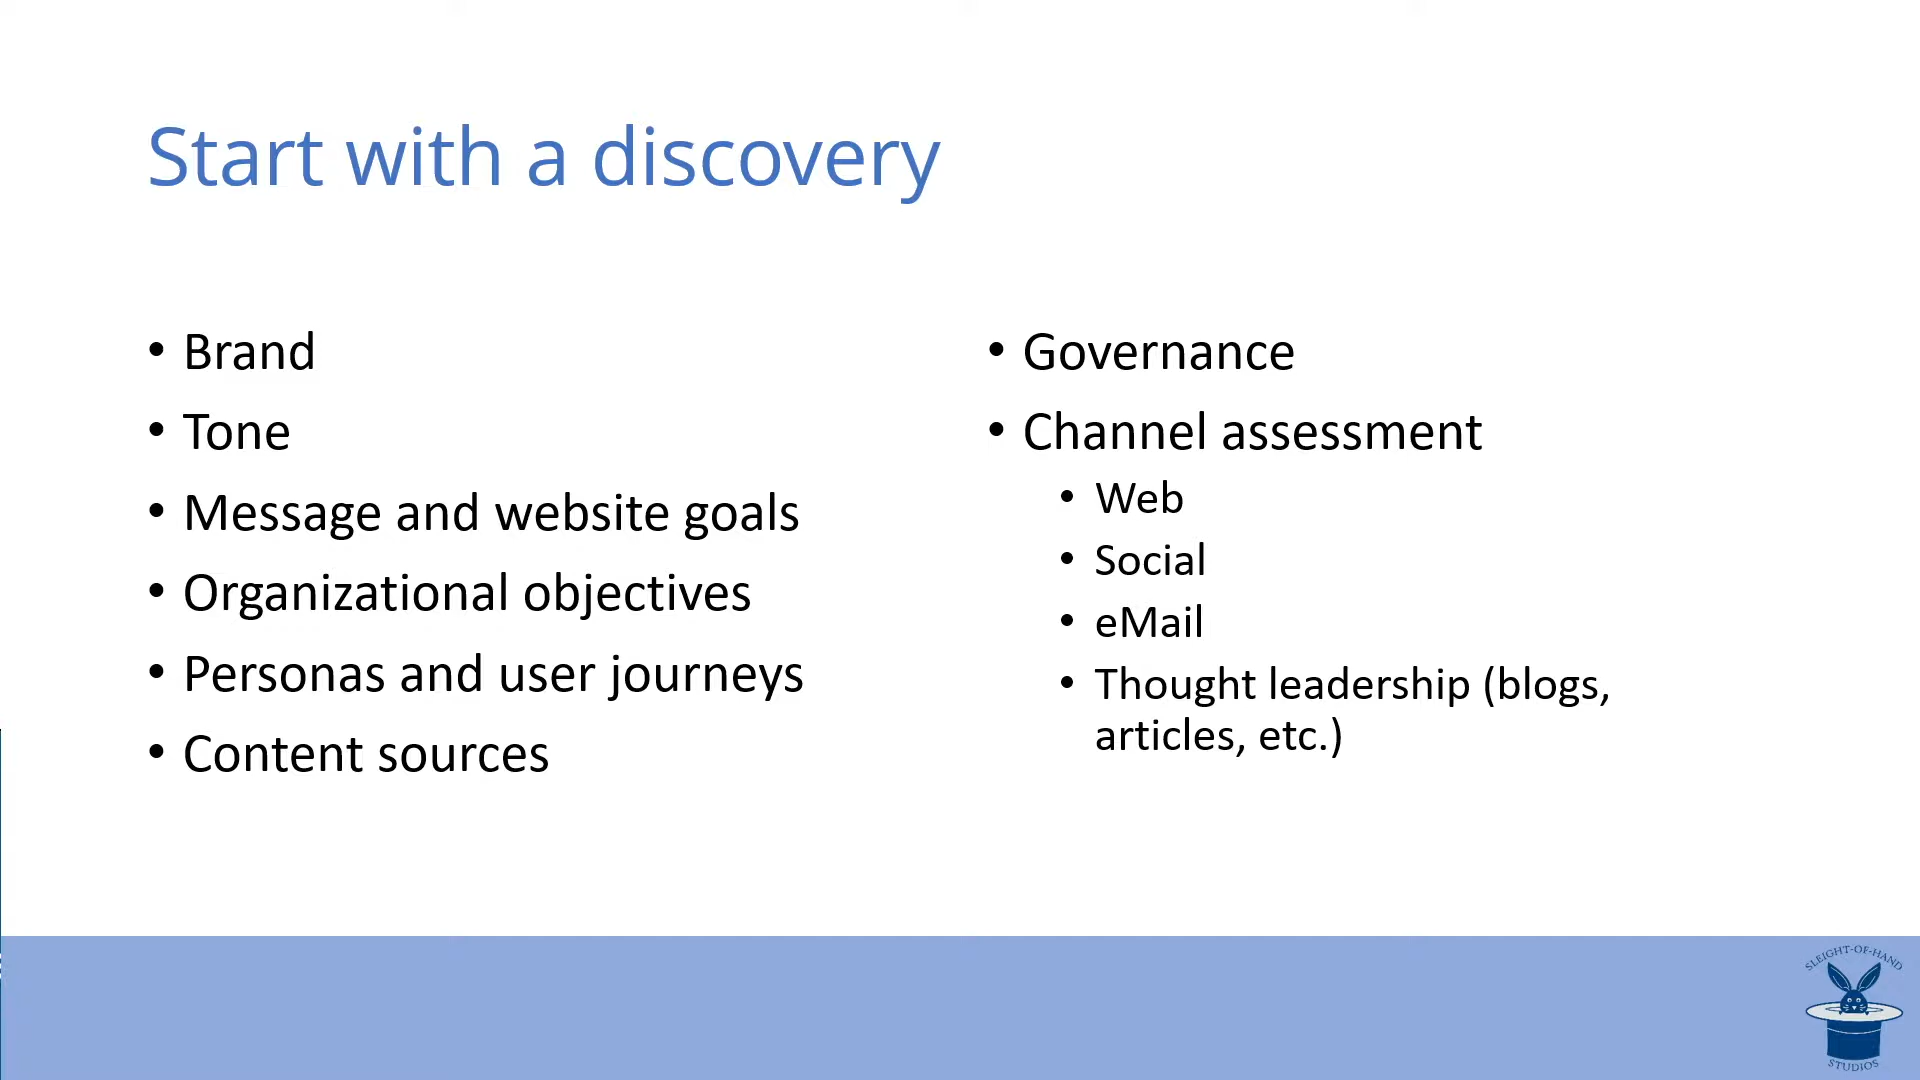 Start with a discovery
• Brand
• Tone
• Message and website goals
• Organizational objectives
• Personas and user journeys
• Content sources
• Governance
• Channel assessment
• Web
• Social
• eMail
• Thought leadership (blogs,
articles, etc.)
SLEIGHT-OF-HAND
STUDIOS